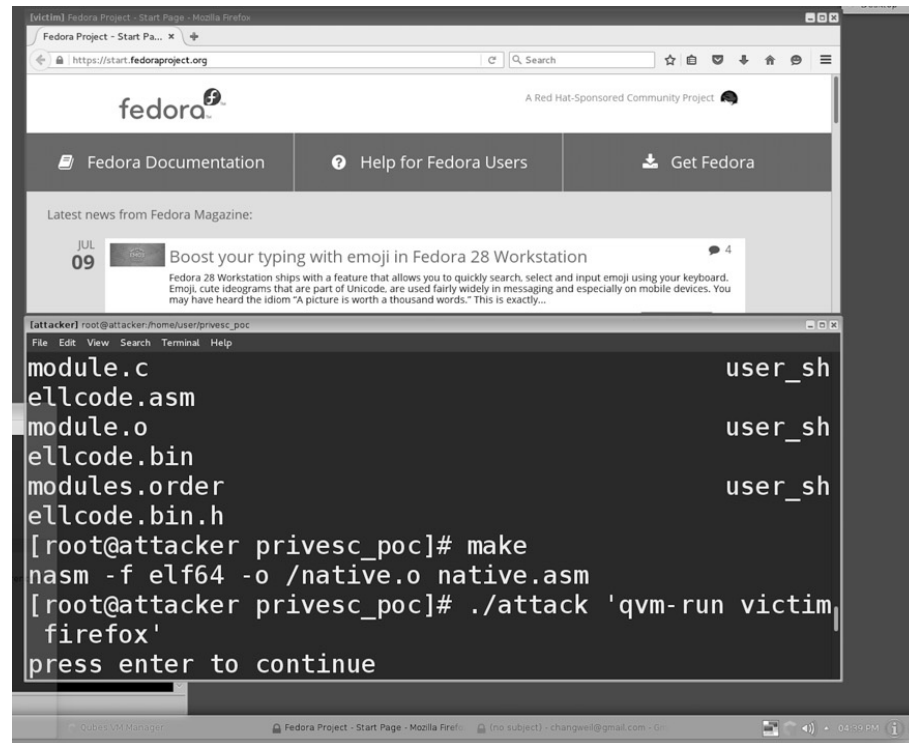 [victim] Fedora Project - Start Page - Mozilla Firefox
Fedora Project - Start Pa... × +
https://start.fedoraproject.org
Search
fedora
A Red Hat-Sponsored Community Project
Fedora Documentation
Help for Fedora Users
Get Fedora
Latest news from Fedora Magazine:
JUL
09
Boost your typing with emoji in Fedora 28 Workstation
4
Fedora 28 Workstation ships with a feature that allows you to quickly search, select and input emoji using your keyboard.
Emoji, cute ideograms that are part of Unicode, are used fairly widely in messaging and especially on mobile devices. You
may have heard the idiom "A picture is worth a thousand words." This is exactly...
[attacker] root@attacker:/home/user/privesc_poc
File Edit View Search Terminal Help
module.c user_sh
ellcode.asm
module.o user_sh
ellcode.bin
modules.order user_sh
ellcode.bin.h
[root@attacker privesc_poc]# make
nasm -f elf64 -o /native.o native.asm
[root@attacker privesc_poc]# ./attack 'qvm-run victim
firefox'
press enter to continue
Qubes VM Manager
Fedora Project - Start Page - Mozilla Firef
(no subject) - changweil@gmail.com - G
04:39 PM